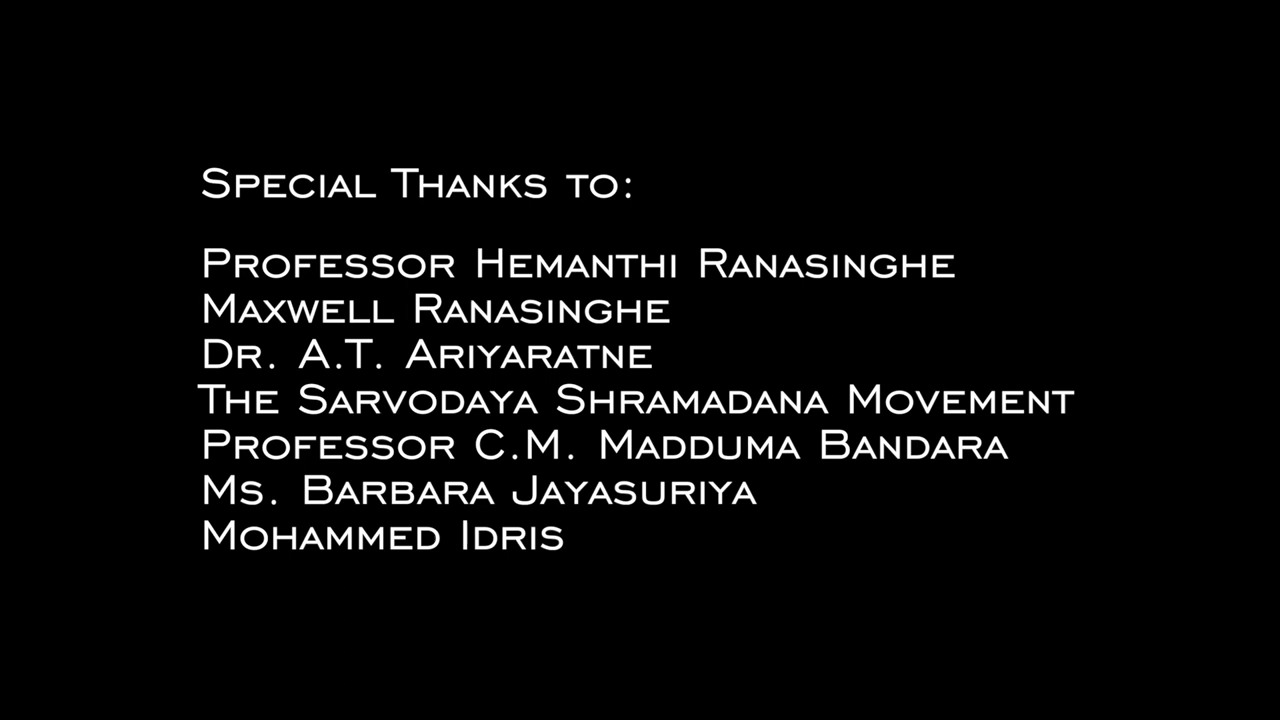 Special Thanks to:
Professor Hemanthi Ranasinghe
Maxwell Ranasinghe
Dr. A.T. Ariyaratne
The Sarvodaya Shramadana Movement
Professor C.M. Madduma Bandara
Ms. Barbara Jayasuriya
Mohammed Idris